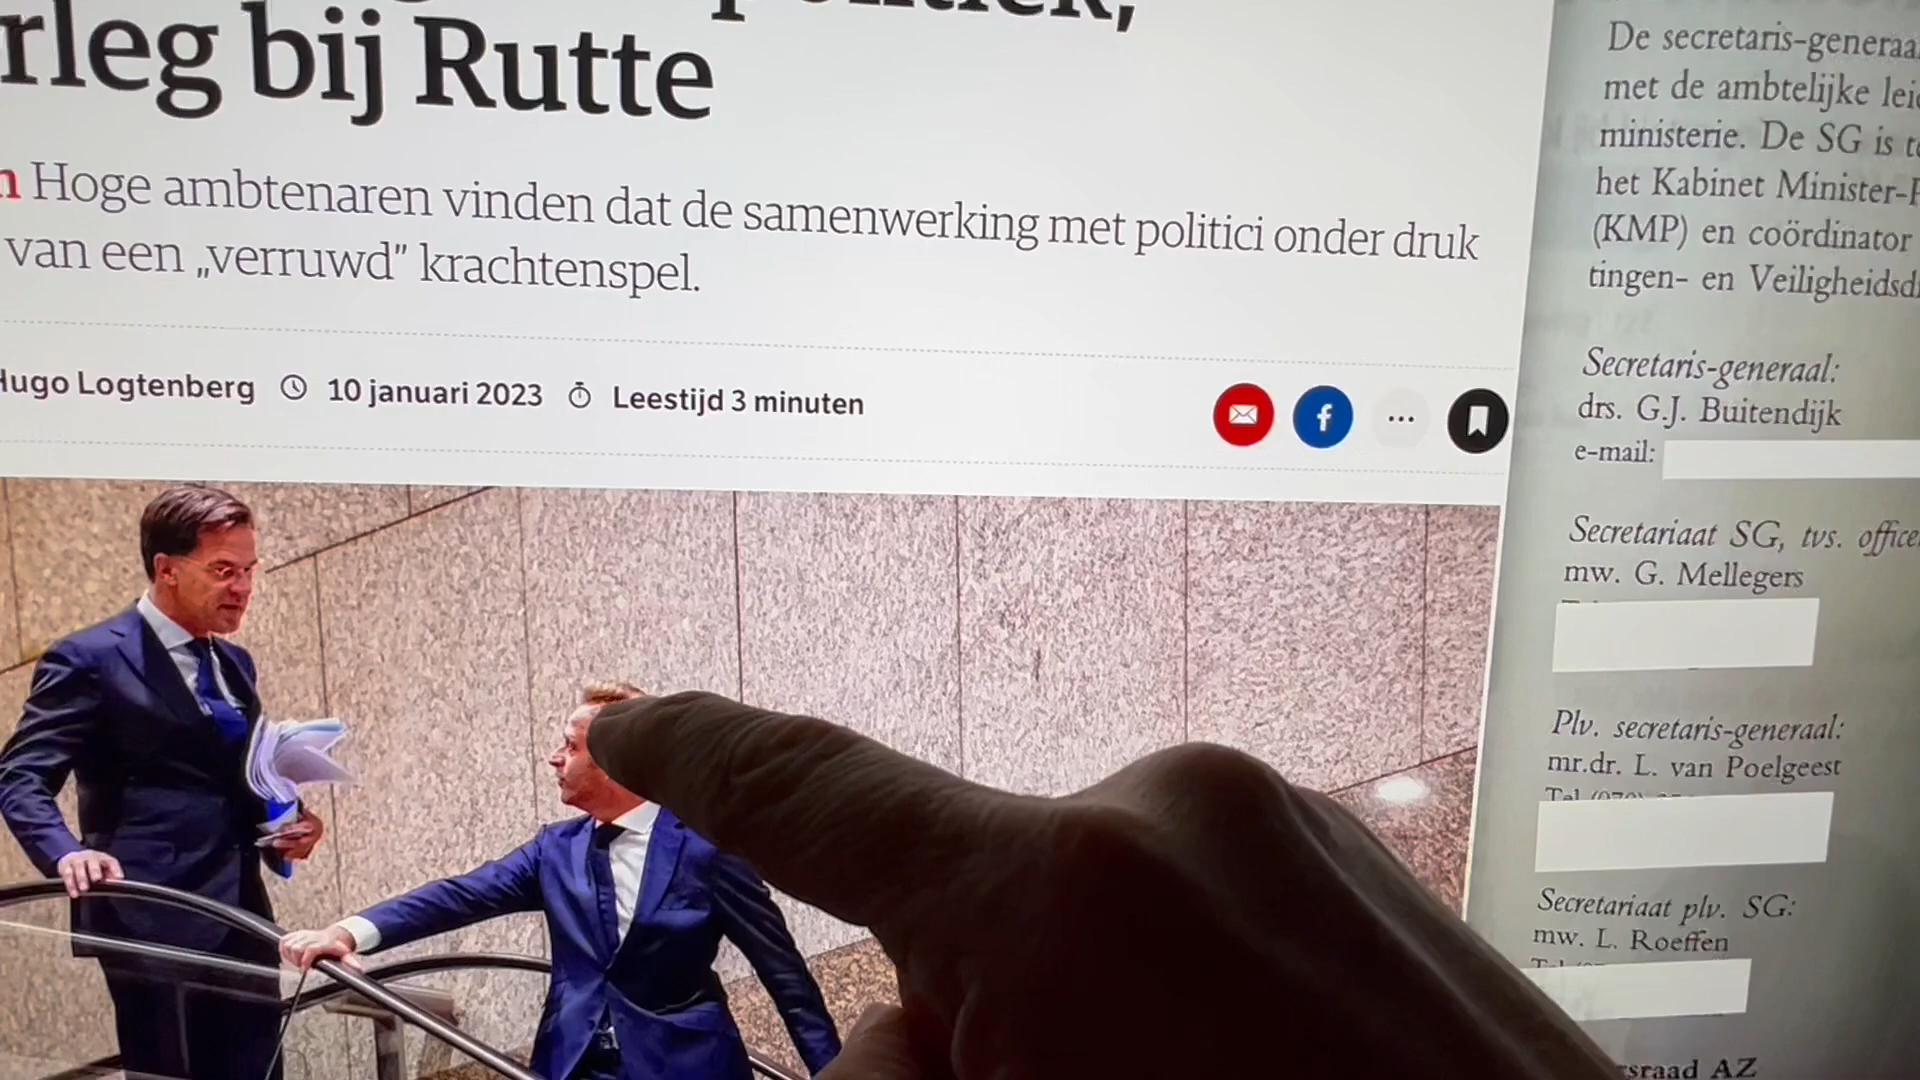 rleg bij Rutte
Hoge ambtenaren vinden dat de samenwerking met politici onder druk
van een „verruwd” krachtenspel.
Hugo Logtenberg 10 januari 2023 Leestijd 3 minuten
De secretaris-generaa
met de ambtelijke lei
ministerie. De SG is t
het Kabinet Minister-
(KMP) en coördinator
tingen- en Veiligheidsd
Secretaris-generaal:
drs. G.J. Buitendijk
e-mail:
Secretariaat SG, tvs. office
mw. G. Mellegers
Plv. secretaris-generaal:
mr.dr. L. van Poelgeest
Secretariaat plv. SG:
mw. L. Roeffen
sraad AZ